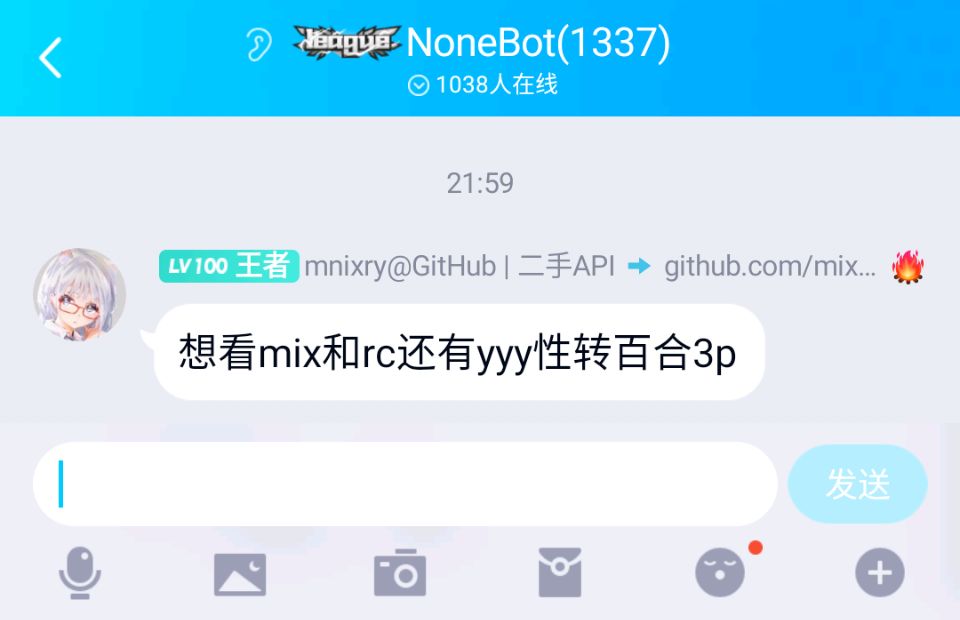 League NoneBot(1337)
1038人在线
21:59
LV100 王者 mnixry@GitHub | 二手API ➡ github.com/mix...
想看mix和rc还有yyy性转百合3p
发送